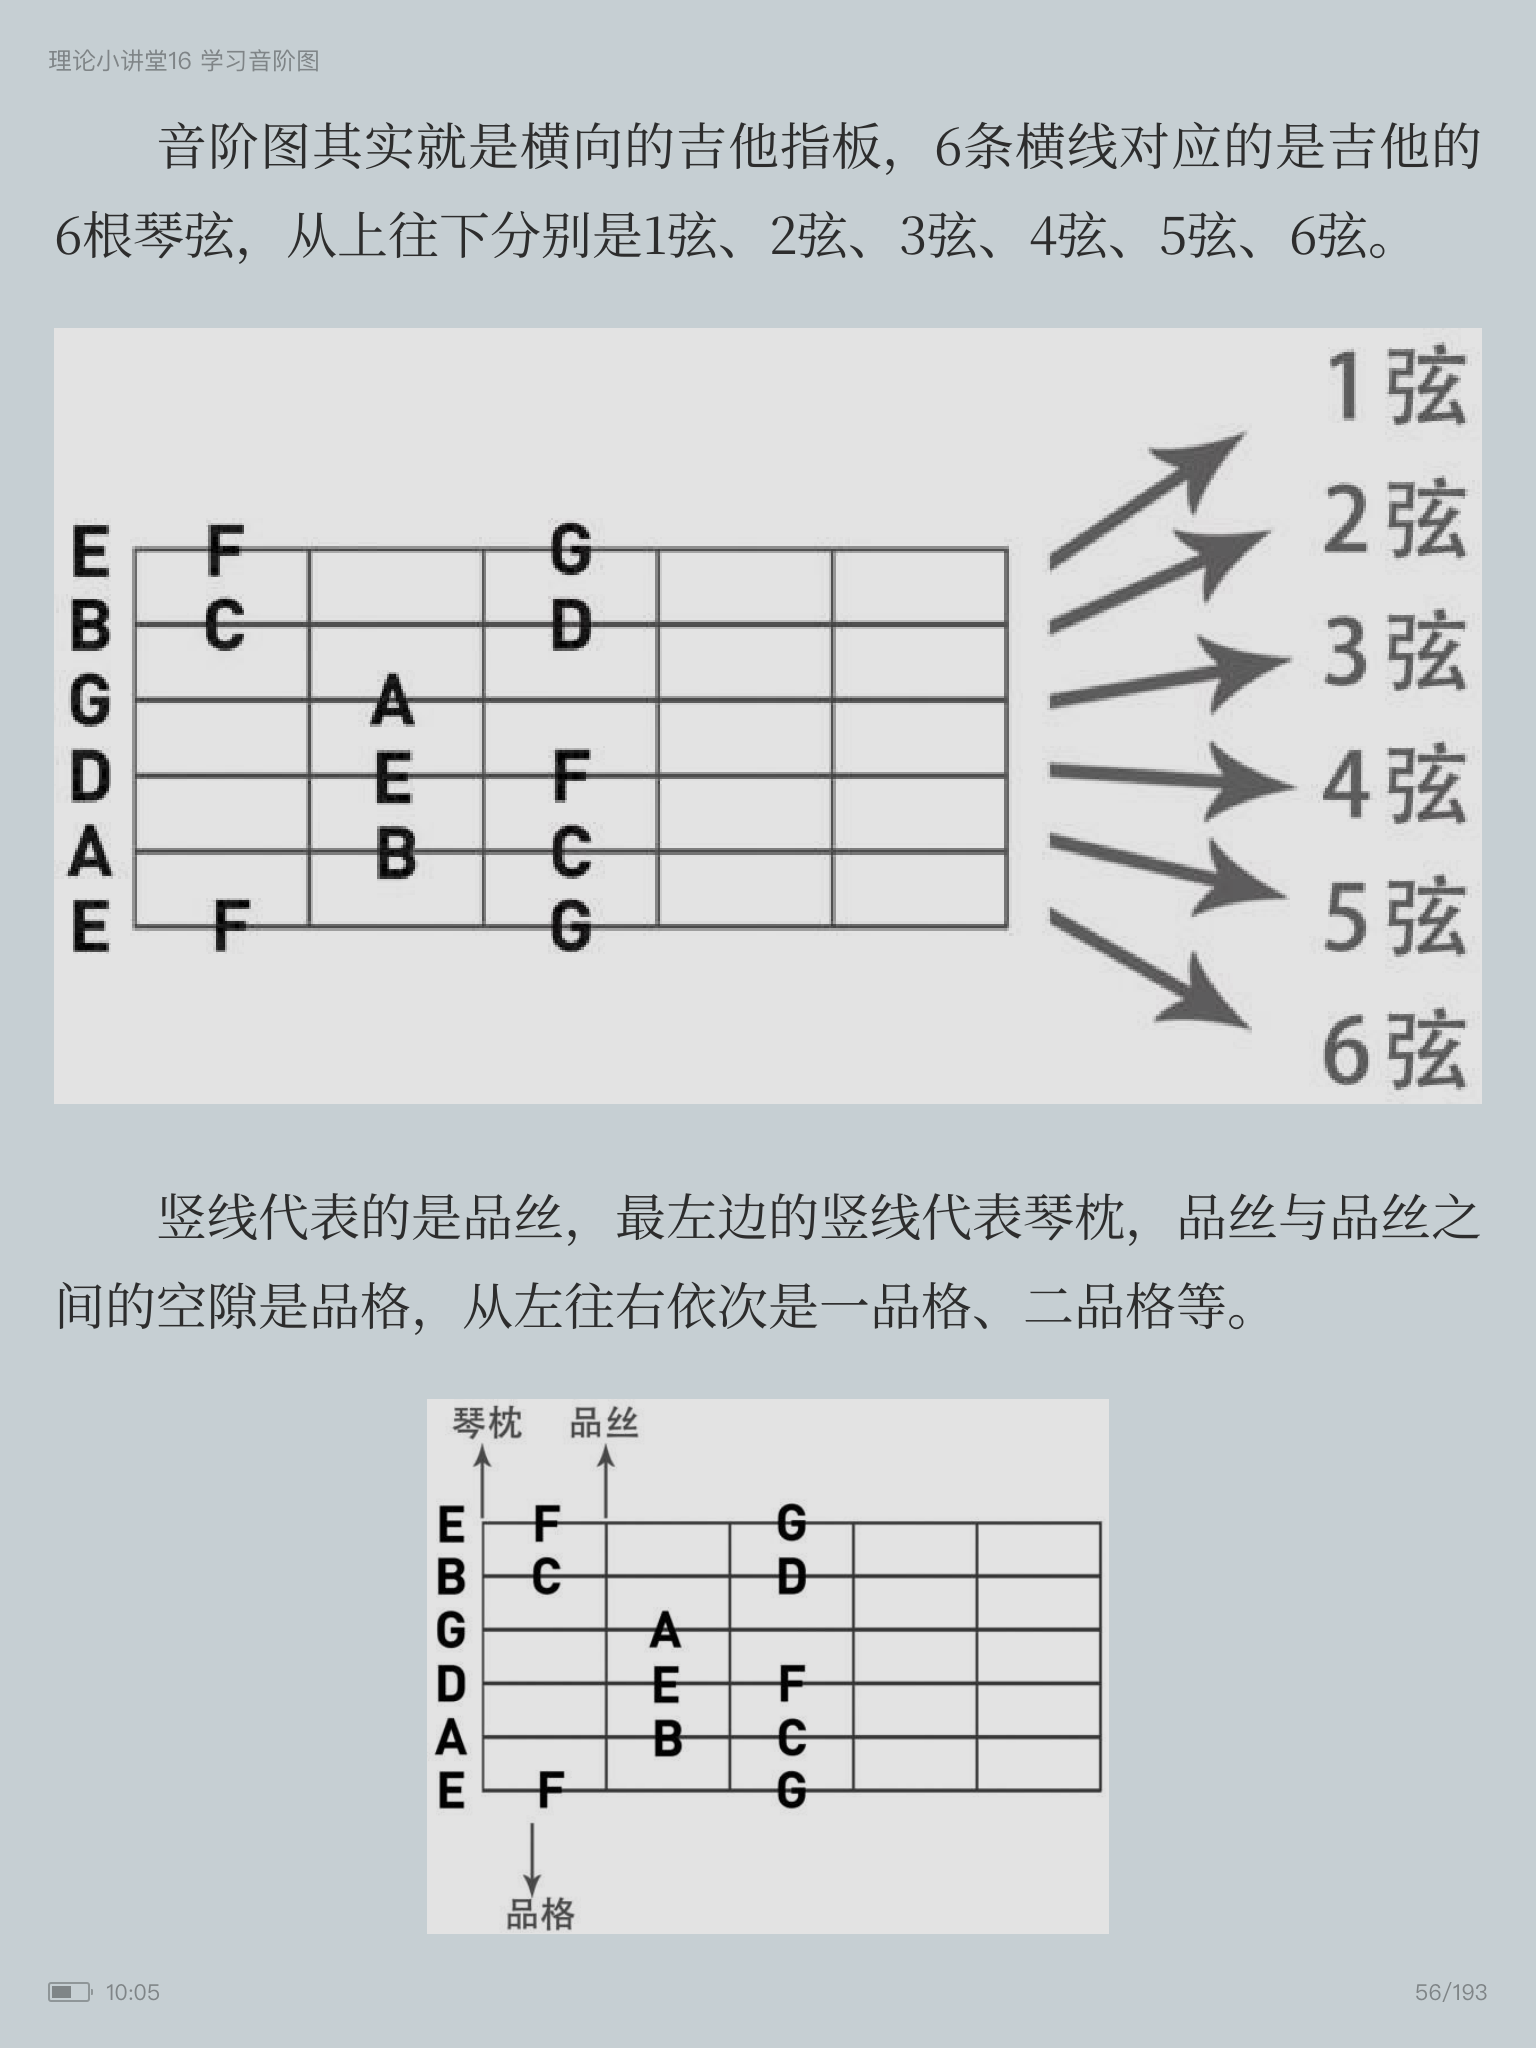 理论小讲堂16 学习音阶图
音阶图其实就是横向的吉他指板，6条横线对应的是吉他的
6根琴弦，从上往下分别是1弦、2弦、3弦、4弦、5弦、6弦。
1弦
2弦
3弦
4弦
5弦
6弦
E F G
B C D
G A
D E F
A B C
E F G
竖线代表的是品丝，最左边的竖线代表琴枕，品丝与品丝之
间的空隙是品格，从左往右依次是一品格、二品格等。
琴枕 品丝
E F G
B C D
G A
D E F
A B C
E F G
品格
10:05 56/193